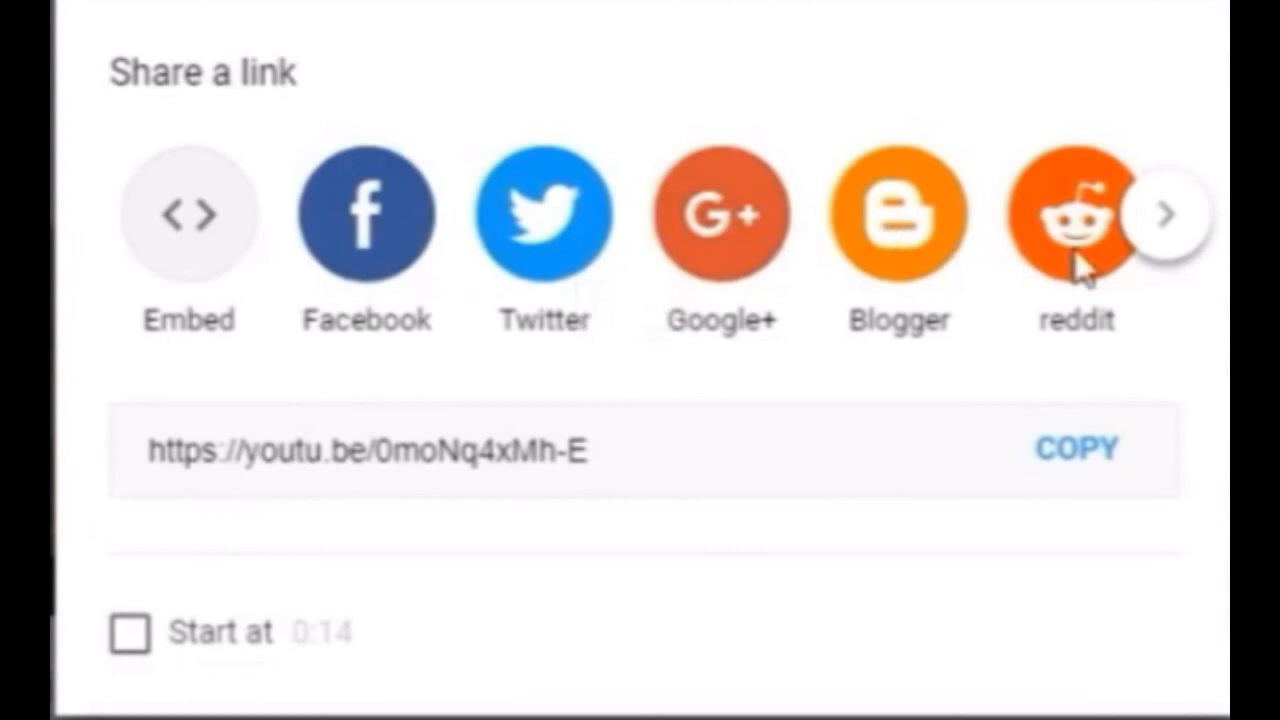 Share a link
Embed Facebook Twitter Google+ Blogger reddit
https://youtu.be/0moNq4xMh-E COPY
Start at 0:14